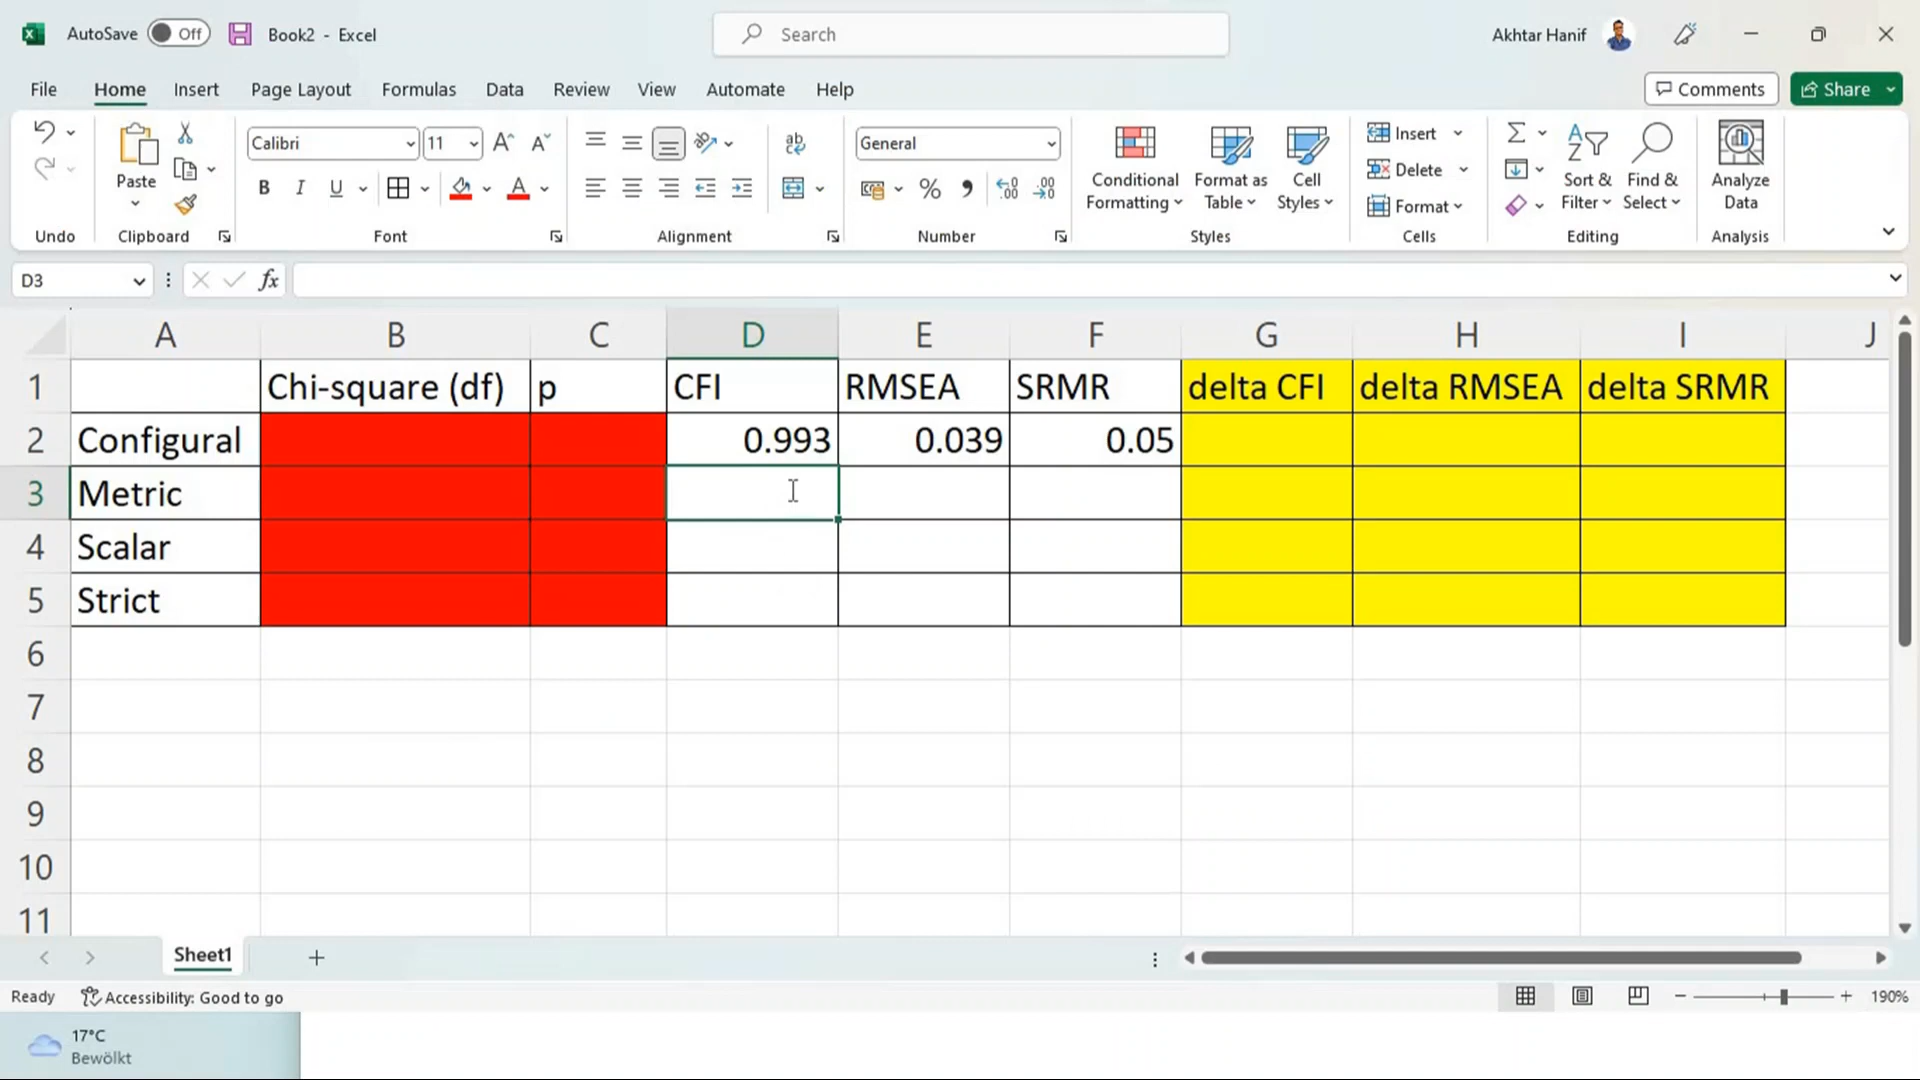 AutoSave Off Book2 - Excel Search Akhtar Hanif
File Home Insert Page Layout Formulas Data Review View Automate Help Comments Share
Calibri 11 General Insert
Paste Conditional Formatting Format as Table Cell Styles Delete Sort & Filter Find & Select Analyze Data
B I U A % Format
Undo Clipboard Font Alignment Number Styles Cells Editing Analysis
D3 fx
A B C D E F G H I J
1 Chi-square (df) p CFI RMSEA SRMR delta CFI delta RMSEA delta SRMR
2 Configural 0.993 0.039 0.05
3 Metric
4 Scalar
5 Strict
6
7
8
9
10
11
Sheet1
Ready Accessibility: Good to go 190%
17°C
Bewölkt